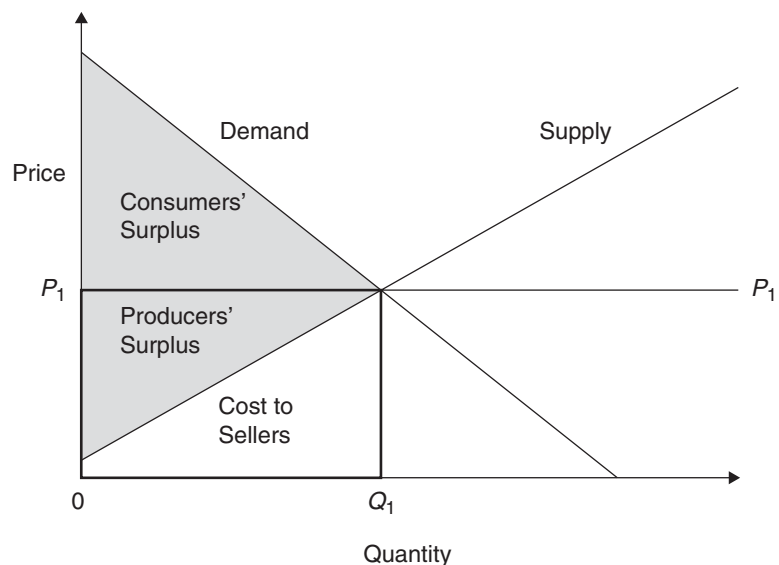 Demand
Supply
Price
Consumers’
Surplus
P1
P1
Producers’
Surplus
Cost to
Sellers
0
Q1
Quantity